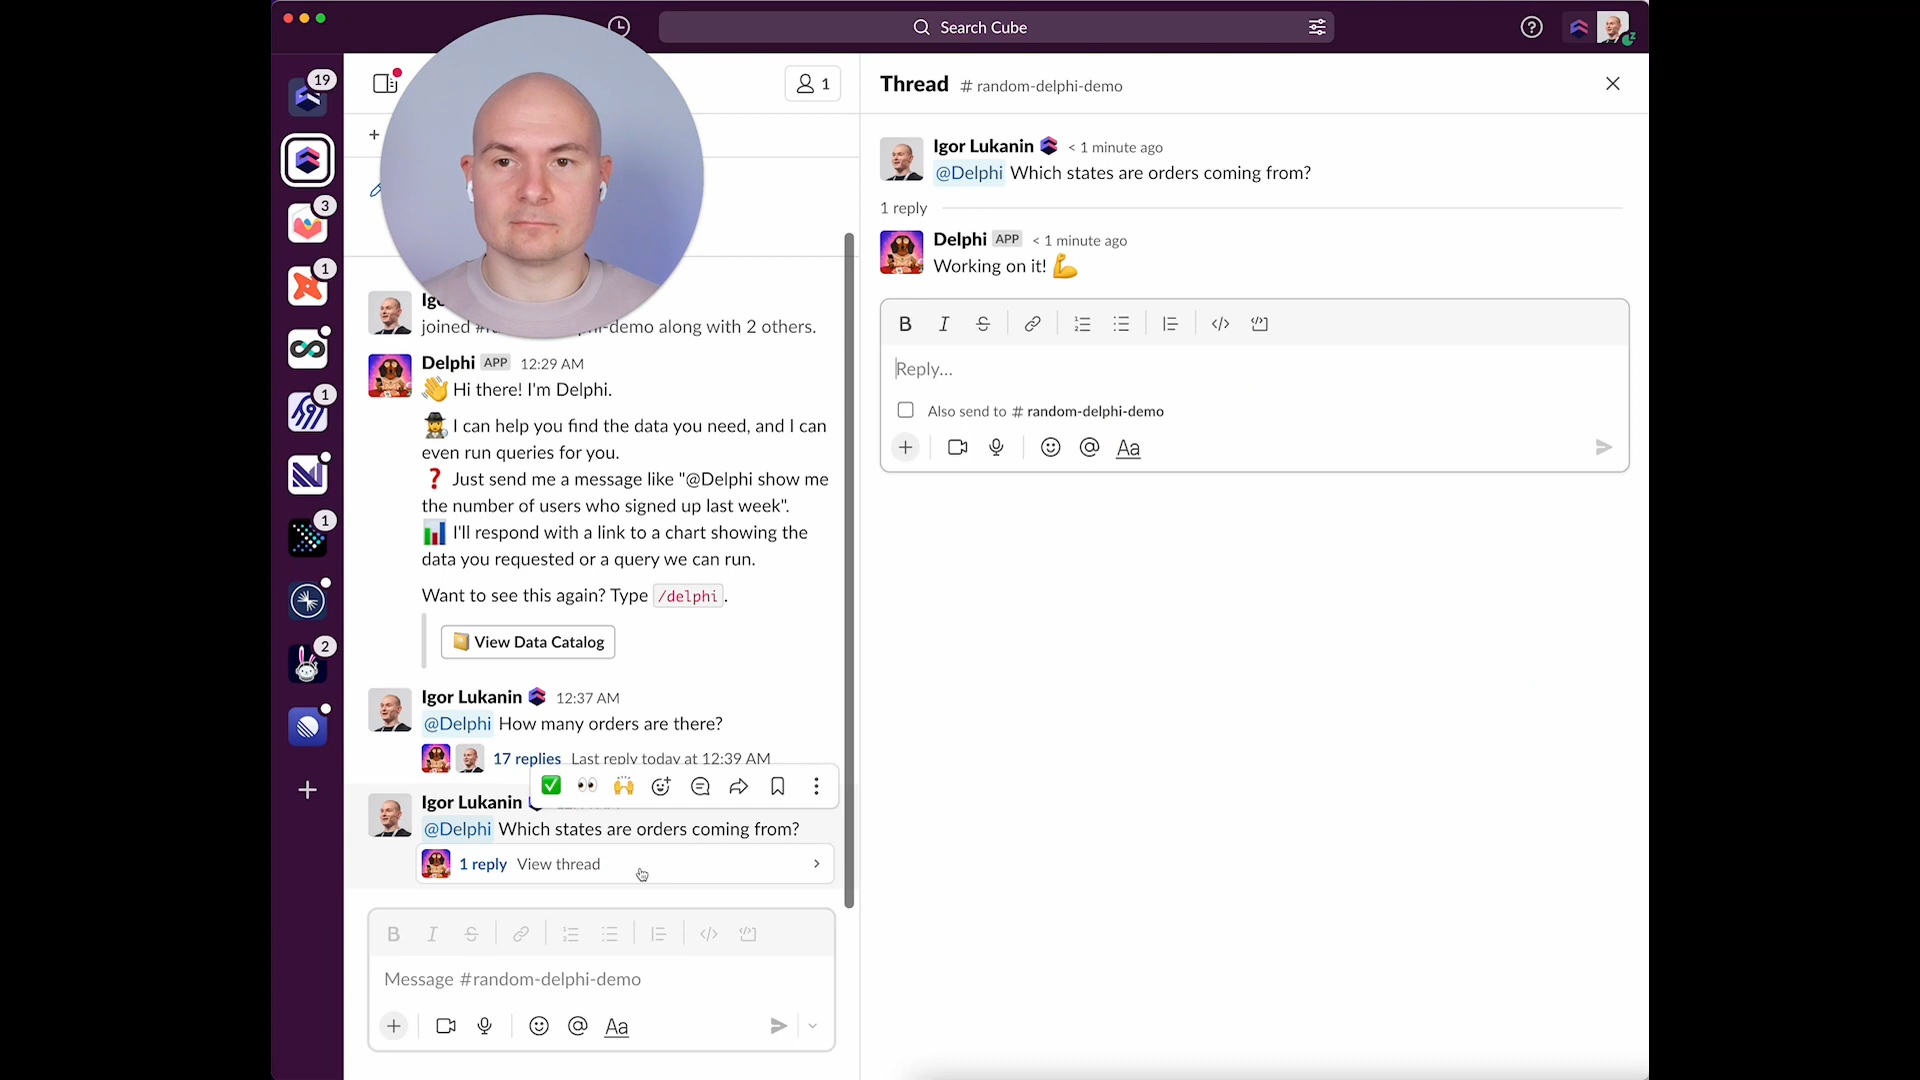 Search Cube
19
3
1
1
1
2
1
Thread # random-delphi-demo
Igor Lukanin < 1 minute ago
@Delphi Which states are orders coming from?
1 reply
Delphi APP < 1 minute ago
Working on it!
B I S
Reply...
Also send to # random-delphi-demo
Aa
joined -demo along with 2 others.
Delphi APP 12:29 AM
Hi there! I'm Delphi.
I can help you find the data you need, and I can
even run queries for you.
Just send me a message like "@Delphi show me
the number of users who signed up last week".
I'll respond with a link to a chart showing the
data you requested or a query we can run.
Want to see this again? Type /delphi.
View Data Catalog
Igor Lukanin 12:37 AM
@Delphi How many orders are there?
17 replies Last reply today at 12:39 AM
Igor Lukanin
@Delphi Which states are orders coming from?
1 reply View thread
B I S
Message #random-delphi-demo
Aa